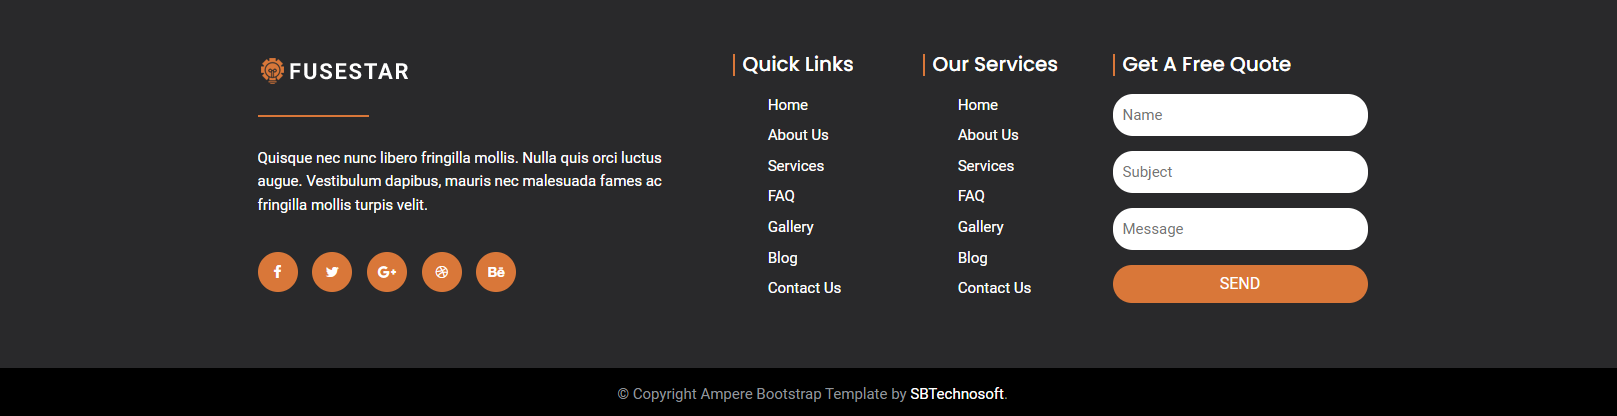 FUSESTAR
Quisque nec nunc libero fringilla mollis. Nulla quis orci luctus
augue. Vestibulum dapibus, mauris nec malesuada fames ac
fringilla mollis turpis velit.
Bē
Quick Links
Home
About Us
Services
FAQ
Gallery
Blog
Contact Us
Our Services
Home
About Us
Services
FAQ
Gallery
Blog
Contact Us
Get A Free Quote
Name
Subject
Message
SEND
© Copyright Ampere Bootstrap Template by SBTechnosoft.